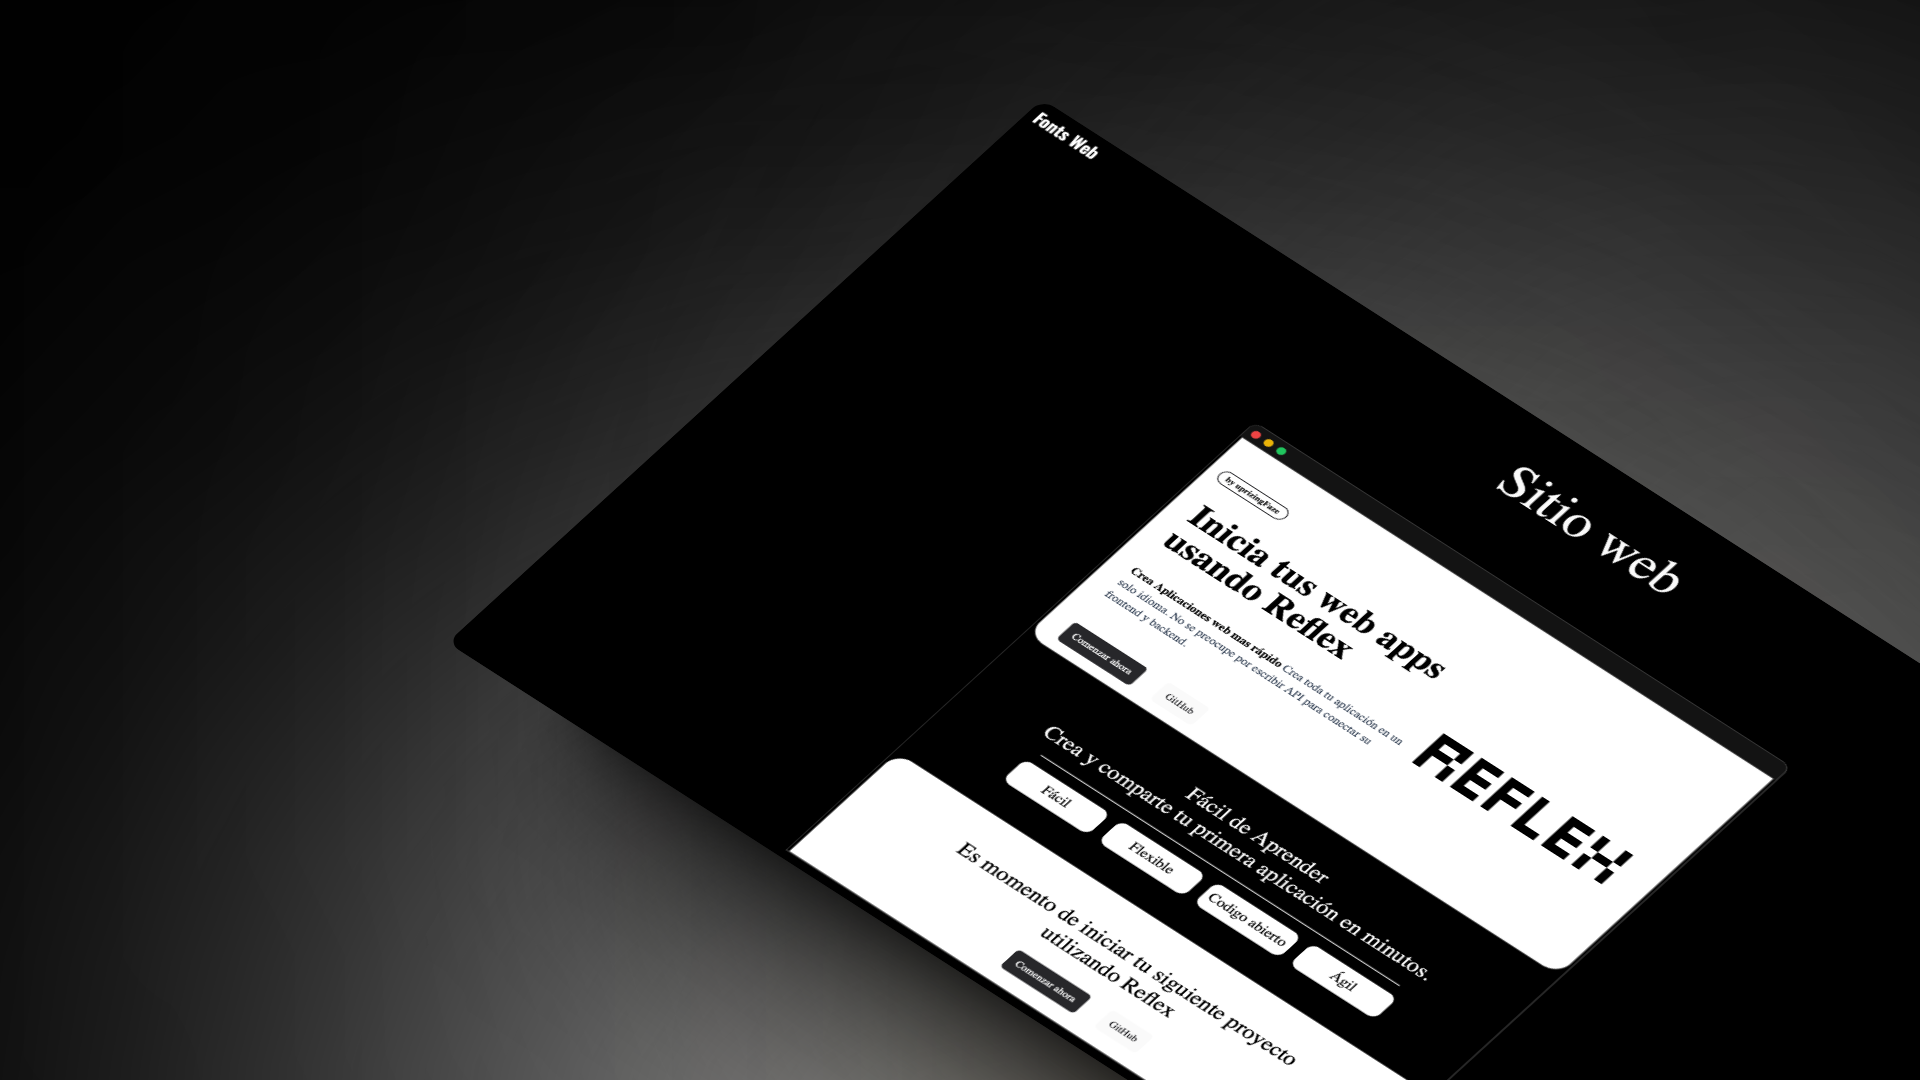 Fonts Web
Sitio web
by uprizingFaze
Inicia tus web apps
usando Reflex
Crea Aplicaciones web mas rápido Crea toda tu aplicación en un
solo idioma. No se preocupe por escribir API para conectar su
frontend y backend.
Comenzar ahora
GitHub
REFLEX
Fácil de Aprender
Crea y comparte tu primera aplicación en minutos.
Fácil
Flexible
Codigo abierto
Ágil
Es momento de iniciar tu siguiente proyecto
utilizando Reflex
Comenzar ahora
GitHub